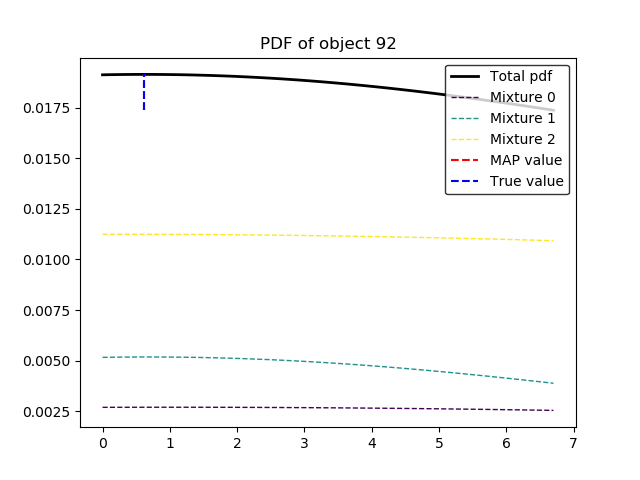 PDF of object 92
Total pdf
Mixture 0
Mixture 1
Mixture 2
MAP value
True value
0.0175
0.0150
0.0125
0.0100
0.0075
0.0050
0.0025
0 1 2 3 4 5 6 7